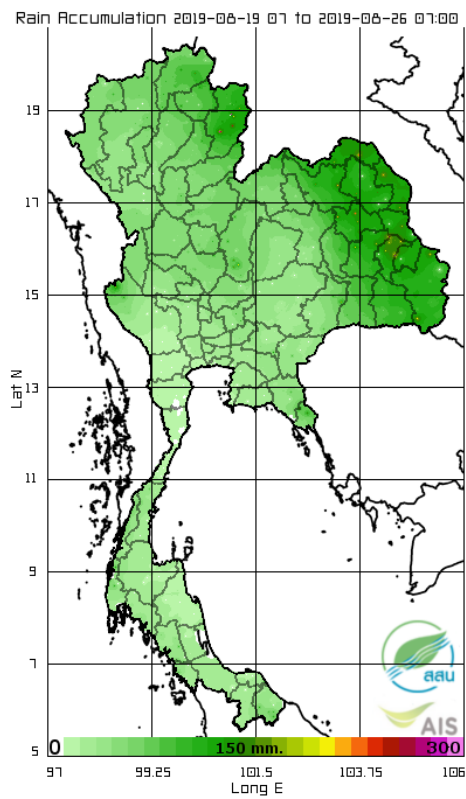 Rain Accumulation 2019-08-19 07 to 2019-08-26 07:00
19
17
15
13
11
9
7
5
Lat N
สสน
AIS
0 150 mm. 300
97 99.25 101.5 103.75 106
Long E